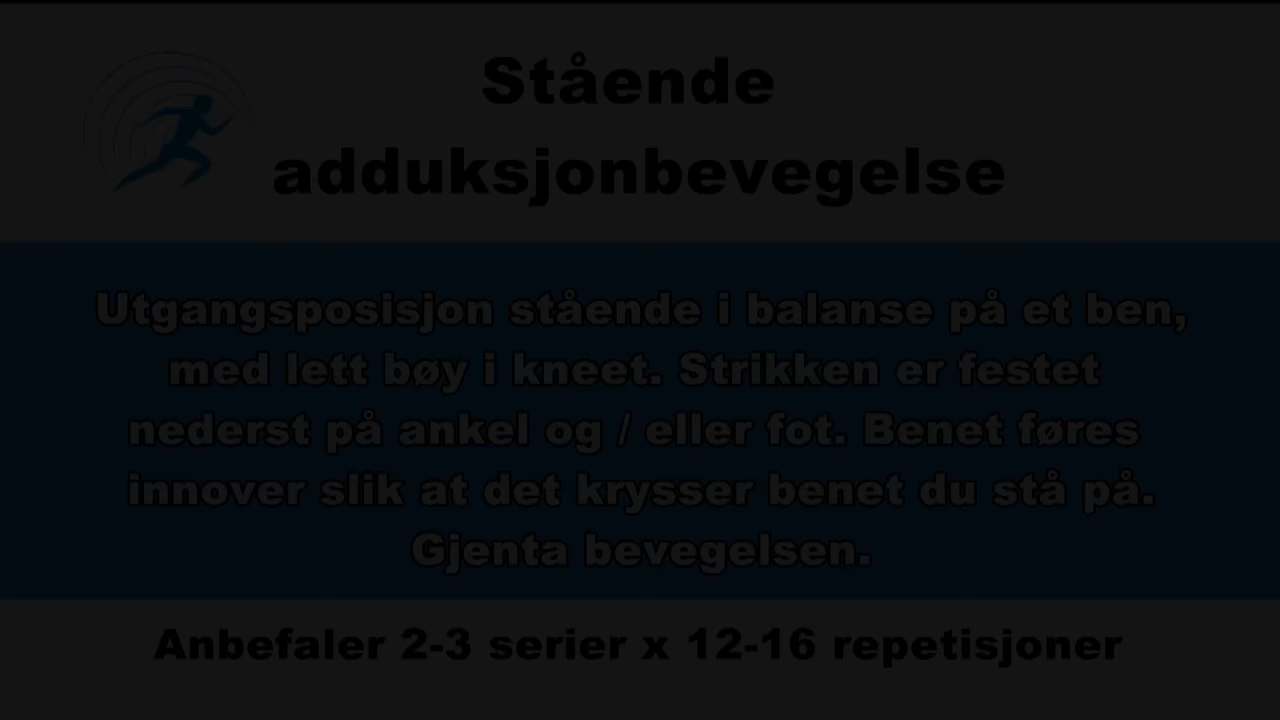 Stående
adduksjonbevegelse
Utgangsposisjon stående i balanse på et ben,
med lett bøy i kneet. Strikken er festet
nederst på ankel og / eller fot. Benet føres
innover slik at det krysser benet du stå på.
Gjenta bevegelsen.
Anbefaler 2-3 serier x 12-16 repetisjoner